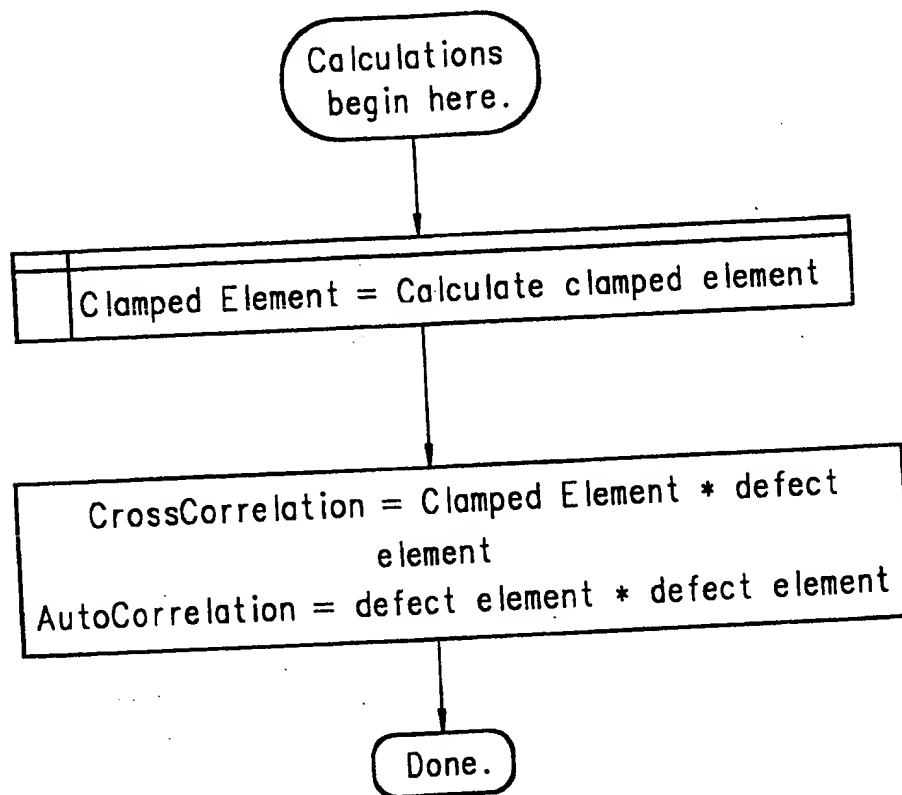 Calculations
begin here.
Clamped Element = Calculate clamped element
CrossCorrelation = Clamped Element * defect
element
AutoCorrelation = defect element * defect element
Done.